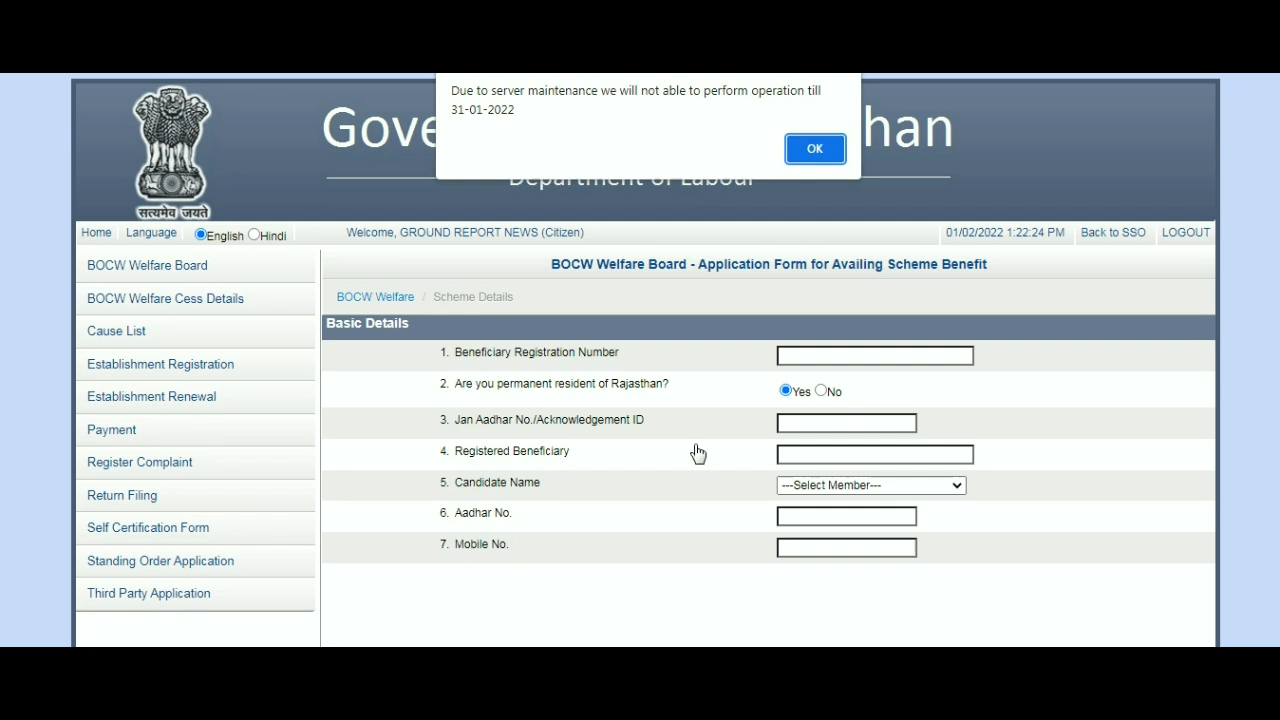 Due to server maintenance we will not able to perform operation till
31-01-2022
OK
सत्यमेव जयते
Home Language English Hindi Welcome, GROUND REPORT NEWS (Citizen) 01/02/2022 1:22:24 PM Back to SSO LOGOUT
BOCW Welfare Board
BOCW Welfare Cess Details
Cause List
Establishment Registration
Establishment Renewal
Payment
Register Complaint
Return Filing
Self Certification Form
Standing Order Application
Third Party Application
BOCW Welfare Board - Application Form for Availing Scheme Benefit
BOCW Welfare / Scheme Details
Basic Details
1. Beneficiary Registration Number
2. Are you permanent resident of Rajasthan? Yes No
3. Jan Aadhar No./Acknowledgement ID
4. Registered Beneficiary
5. Candidate Name ---Select Member---
6. Aadhar No.
7. Mobile No.